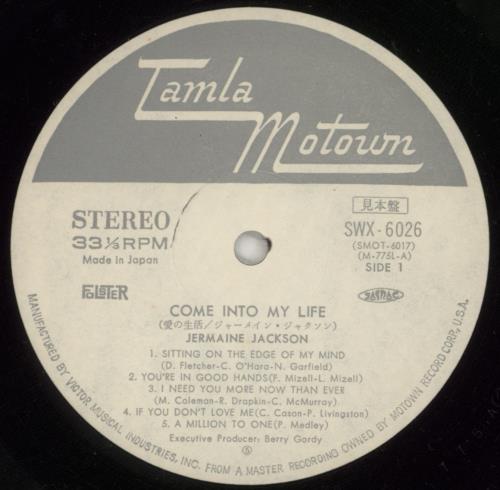 Tamla
Motown
STEREO
33⅓RPM
Made in Japan
見本盤
SWX-6026
(SMOT-6017)
(M-775L-A)
SIDE 1
COME INTO MY LIFE
(愛の生活/ジャーメイン・ジャクソン)
JERMAINE JACKSON
1. SITTING ON THE EDGE OF MY MIND
(D. Fletcher-C. O'Hara-N. Garfield)
2. YOU'RE IN GOOD HANDS(F. Mizell-L. Mizell)
3. I NEED YOU MORE NOW THAN EVER
(M. Coleman-R. Drapkin-C. McMurray)
4. IF YOU DON'T LOVE ME(C. Cason-P. Livingston)
5. A MILLION TO ONE(P. Medley)
Executive Producer: Berry Gordy
MANUFACTURED BY VICTOR MUSICAL INDUSTRIES, INC. FROM A MASTER RECORDING OWNED BY MOTOWN RECORD CORP., U.S.A.